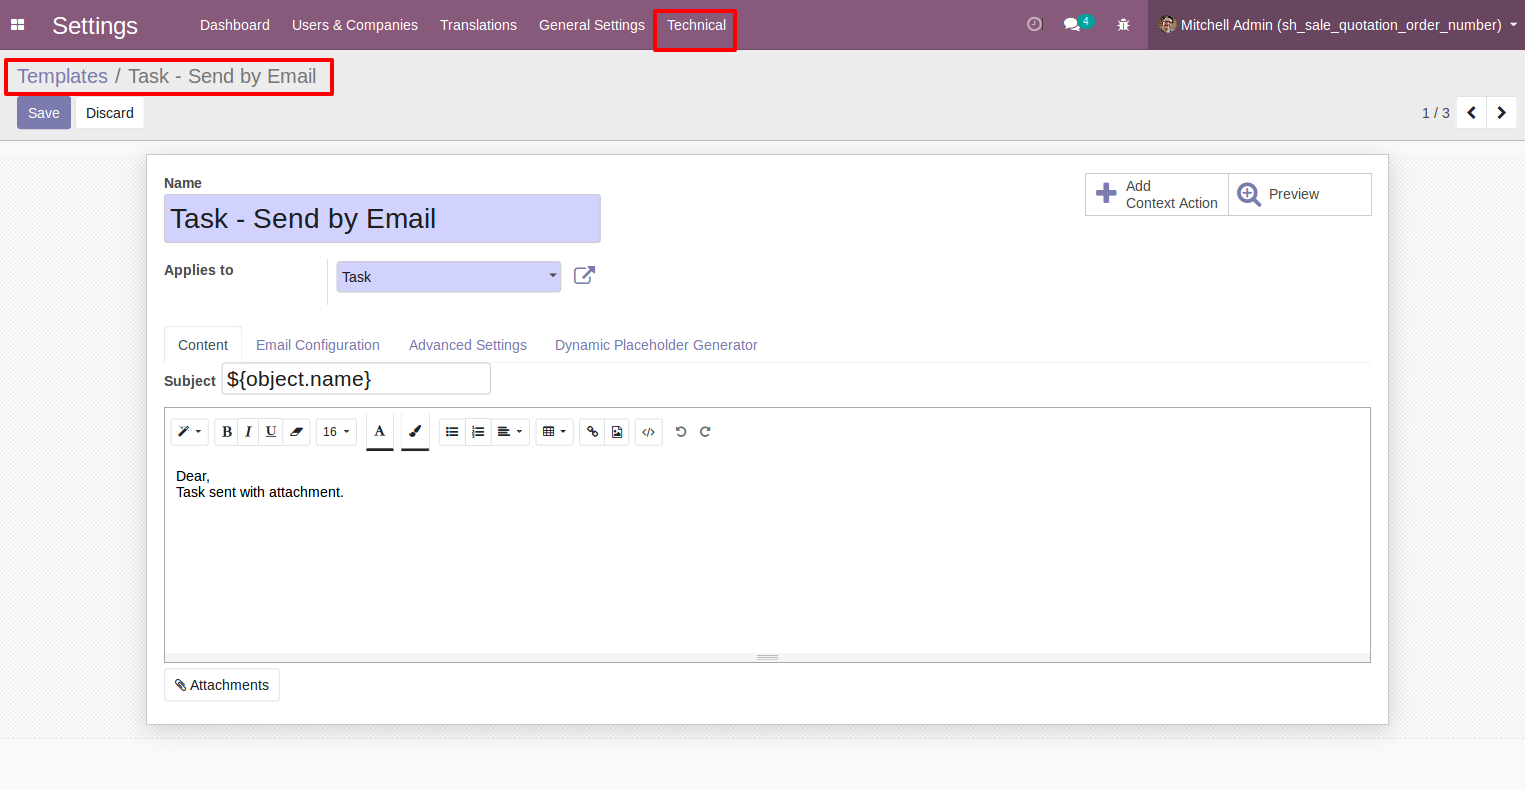 Settings Dashboard Users & Companies Translations General Settings Technical 4 Mitchell Admin (sh_sale_quotation_order_number)
Templates / Task - Send by Email
Save Discard 1 / 3
Name
Task - Send by Email
Add
Context Action
Preview
Applies to Task
Content Email Configuration Advanced Settings Dynamic Placeholder Generator
Subject ${object.name}
B I U 16 A </>
Dear,
Task sent with attachment.
Attachments